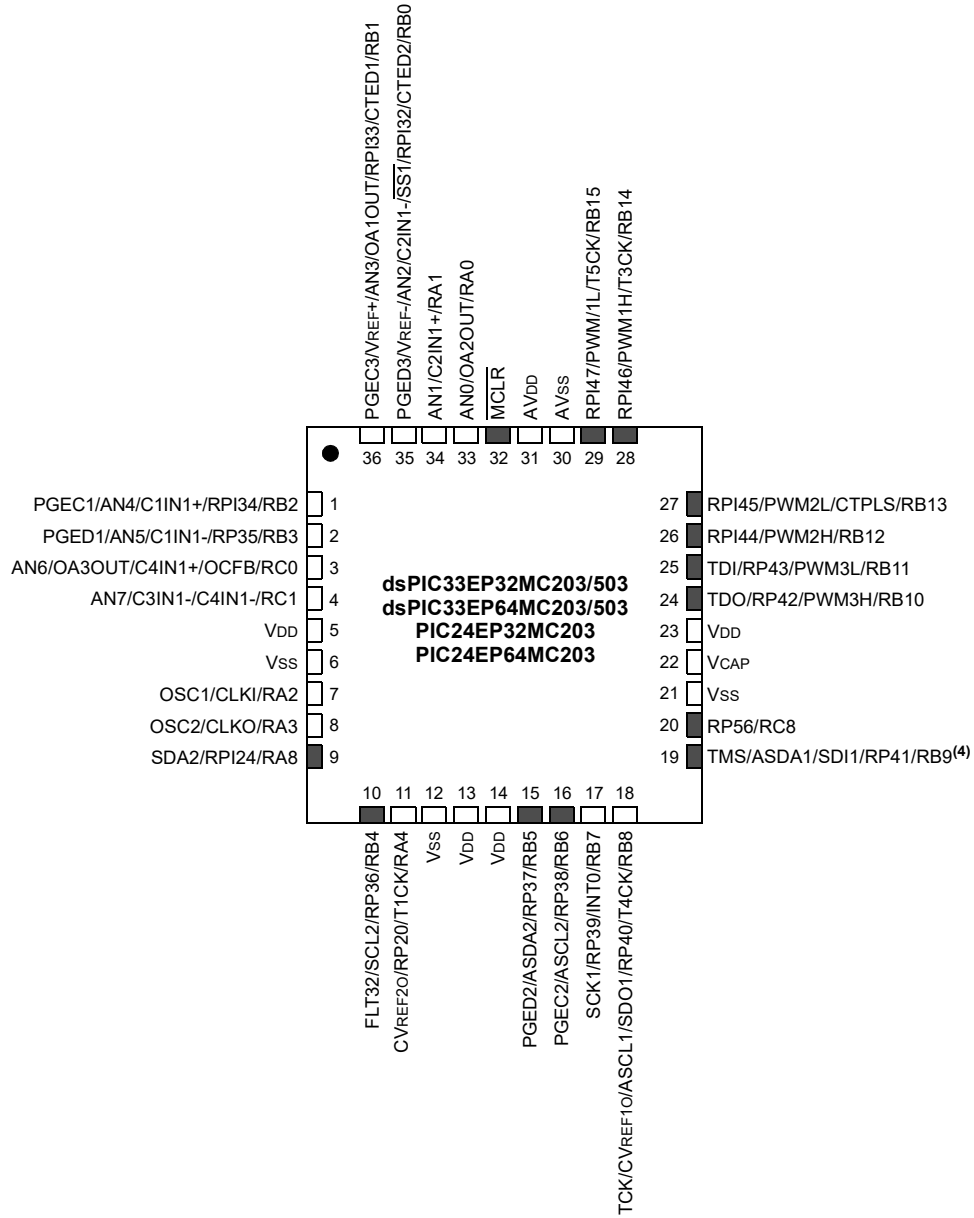 PGEC3/VREF+/AN3/OA1OUT/RPI33/CTED1/RB1
PGED3/VREF-/AN2/C2IN1-/SS1/RPI32/CTED2/RB0
AN1/C2IN1+/RA1
AN0/OA2OUT/RA0
MCLR
AVDD
AVSS
RPI47/PWM/1L/T5CK/RB15
RPI46/PWM1H/T3CK/RB14
36 35 34 33 32 31 30 29 28
PGEC1/AN4/C1IN1+/RPI34/RB2 1
PGED1/AN5/C1IN1-/RP35/RB3 2
AN6/OA3OUT/C4IN1+/OCFB/RC0 3
AN7/C3IN1-/C4IN1-/RC1 4
VDD 5
VSS 6
OSC1/CLKI/RA2 7
OSC2/CLKO/RA3 8
SDA2/RPI24/RA8 9
dsPIC33EP32MC203/503
dsPIC33EP64MC203/503
PIC24EP32MC203
PIC24EP64MC203
27 RPI45/PWM2L/CTPLS/RB13
26 RPI44/PWM2H/RB12
25 TDI/RP43/PWM3L/RB11
24 TDO/RP42/PWM3H/RB10
23 VDD
22 VCAP
21 VSS
20 RP56/RC8
19 TMS/ASDA1/SDI1/RP41/RB9(4)
10 11 12 13 14 15 16 17 18
FLT32/SCL2/RP36/RB4
CVREF2O/RP20/T1CK/RA4
VSS
VDD
VDD
PGED2/ASDA2/RP37/RB5
PGEC2/ASCL2/RP38/RB6
SCK1/RP39/INT0/RB7
TCK/CVREF1O/ASCL1/SDO1/RP40/T4CK/RB8